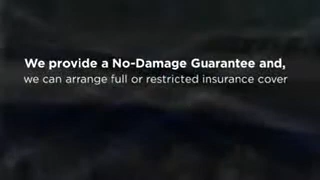 We provide a No-Damage Guarantee and,
we can arrange full or restricted insurance cover